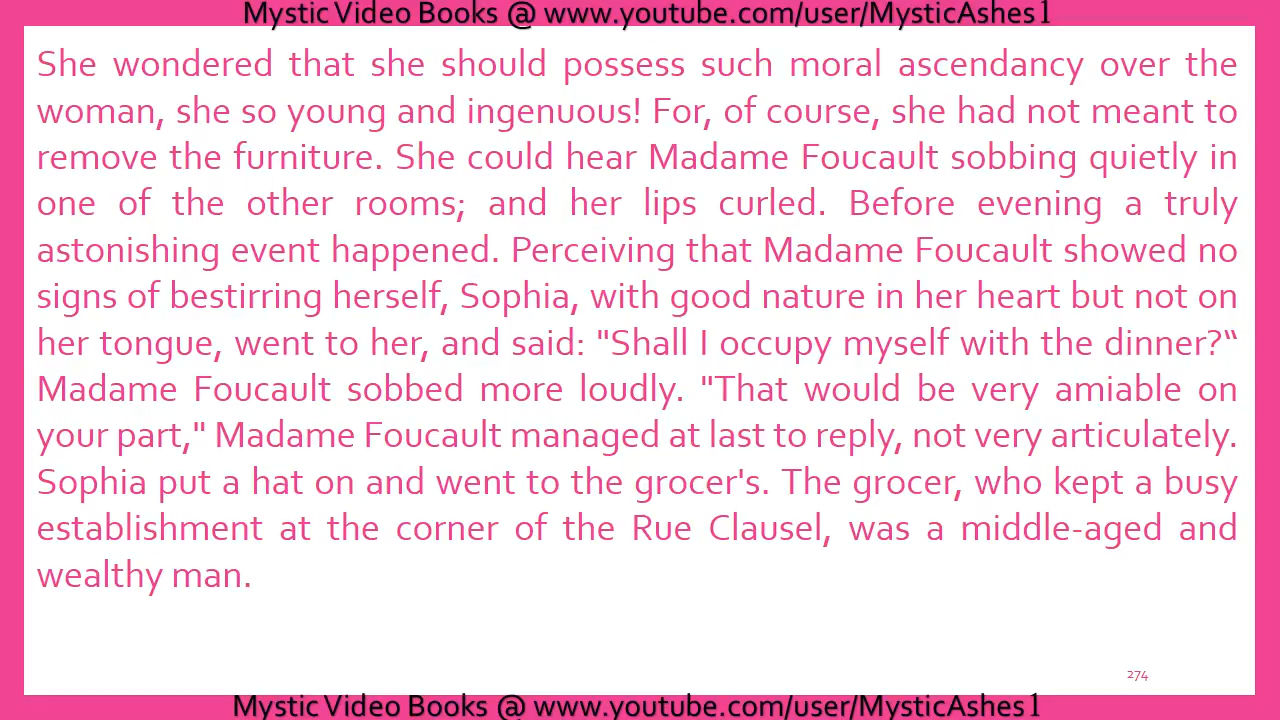 Mystic Video Books @ www.youtube.com/user/MysticAshes1
She wondered that she should possess such moral ascendancy over the
woman, she so young and ingenuous! For, of course, she had not meant to
remove the furniture. She could hear Madame Foucault sobbing quietly in
one of the other rooms; and her lips curled. Before evening a truly
astonishing event happened. Perceiving that Madame Foucault showed no
signs of bestirring herself, Sophia, with good nature in her heart but not on
her tongue, went to her, and said: "Shall I occupy myself with the dinner?“
Madame Foucault sobbed more loudly. "That would be very amiable on
your part," Madame Foucault managed at last to reply, not very articulately.
Sophia put a hat on and went to the grocer's. The grocer, who kept a busy
establishment at the corner of the Rue Clausel, was a middle-aged and
wealthy man.
274
Mystic Video Books @ www.youtube.com/user/MysticAshes1